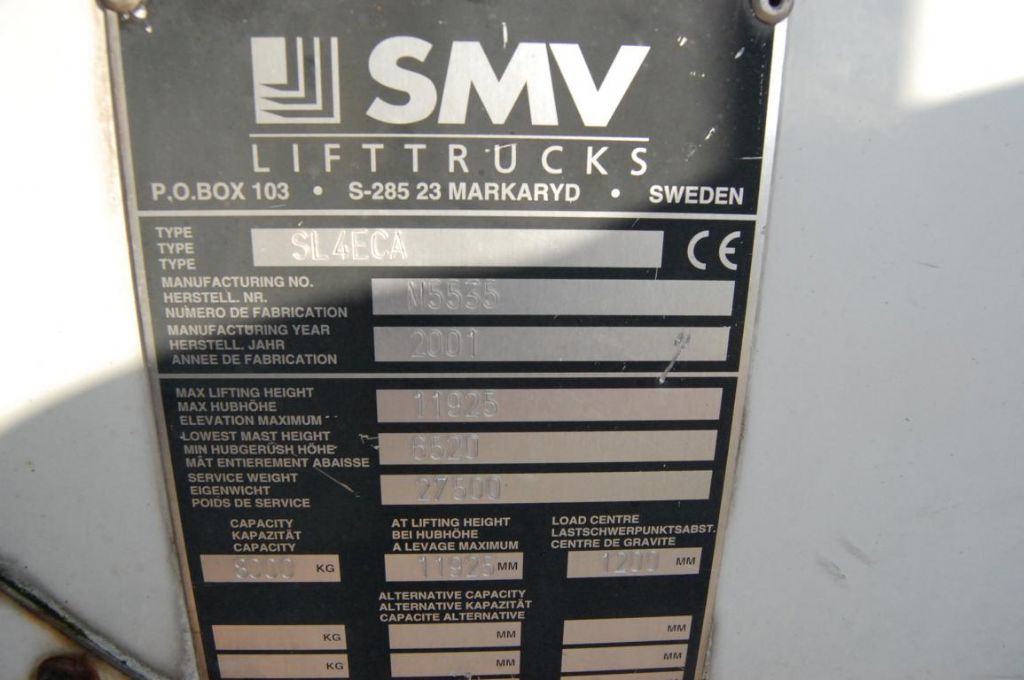 SMV
LIFTTRUCKS
P.O.BOX 103 • S-285 23 MARKARYD • SWEDEN
TYPE
TYPE
TYPE
SL4ECA
CE
MANUFACTURING NO.
HERSTELL. NR.
NUMERO DE FABRICATION
M5535
MANUFACTURING YEAR
HERSTELL. JAHR
ANNEE DE FABRICATION
2001
MAX LIFTING HEIGHT
MAX HUBHÖHE
ELEVATION MAXIMUM
11925
LOWEST MAST HEIGHT
MIN HUBGERÜSH HÖHE
MÂT ENTIEREMENT ABAISSE
6520
SERVICE WEIGHT
EIGENWICHT
POIDS DE SERVICE
27500
CAPACITY
KAPAZITÄT
CAPACITY
8000 KG
AT LIFTING HEIGHT
BEI HUBHÖHE
A LEVAGE MAXIMUM
11925 MM
LOAD CENTRE
LASTSCHWERPUNKTSABST.
CENTRE DE GRAVITE
1200 MM
ALTERNATIVE CAPACITY
ALTERNATIVE KAPAZITÄT
CAPACITE ALTERNATIVE
KG MM MM
KG MM MM